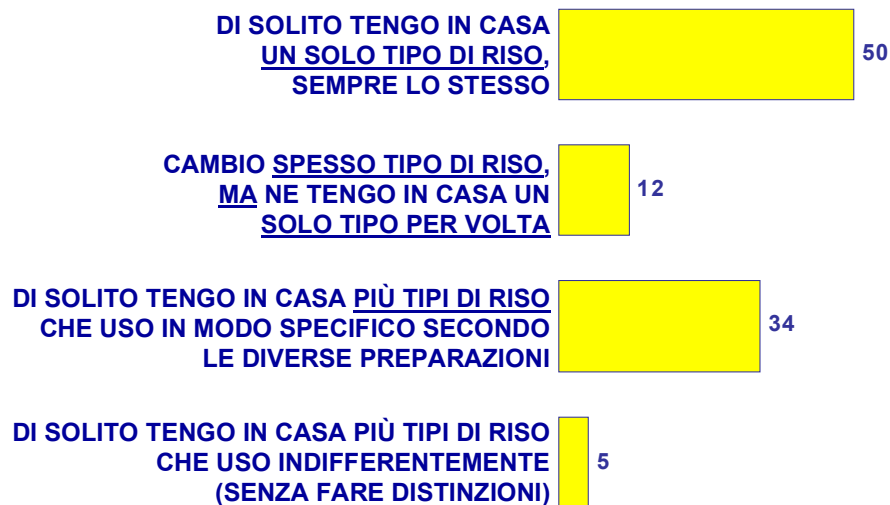 DI SOLITO TENGO IN CASA
UN SOLO TIPO DI RISO,
SEMPRE LO STESSO
50
CAMBIO SPESSO TIPO DI RISO,
MA NE TENGO IN CASA UN
SOLO TIPO PER VOLTA
12
DI SOLITO TENGO IN CASA PIÙ TIPI DI RISO
CHE USO IN MODO SPECIFICO SECONDO
LE DIVERSE PREPARAZIONI
34
DI SOLITO TENGO IN CASA PIÙ TIPI DI RISO
CHE USO INDIFFERENTEMENTE
(SENZA FARE DISTINZIONI)
5